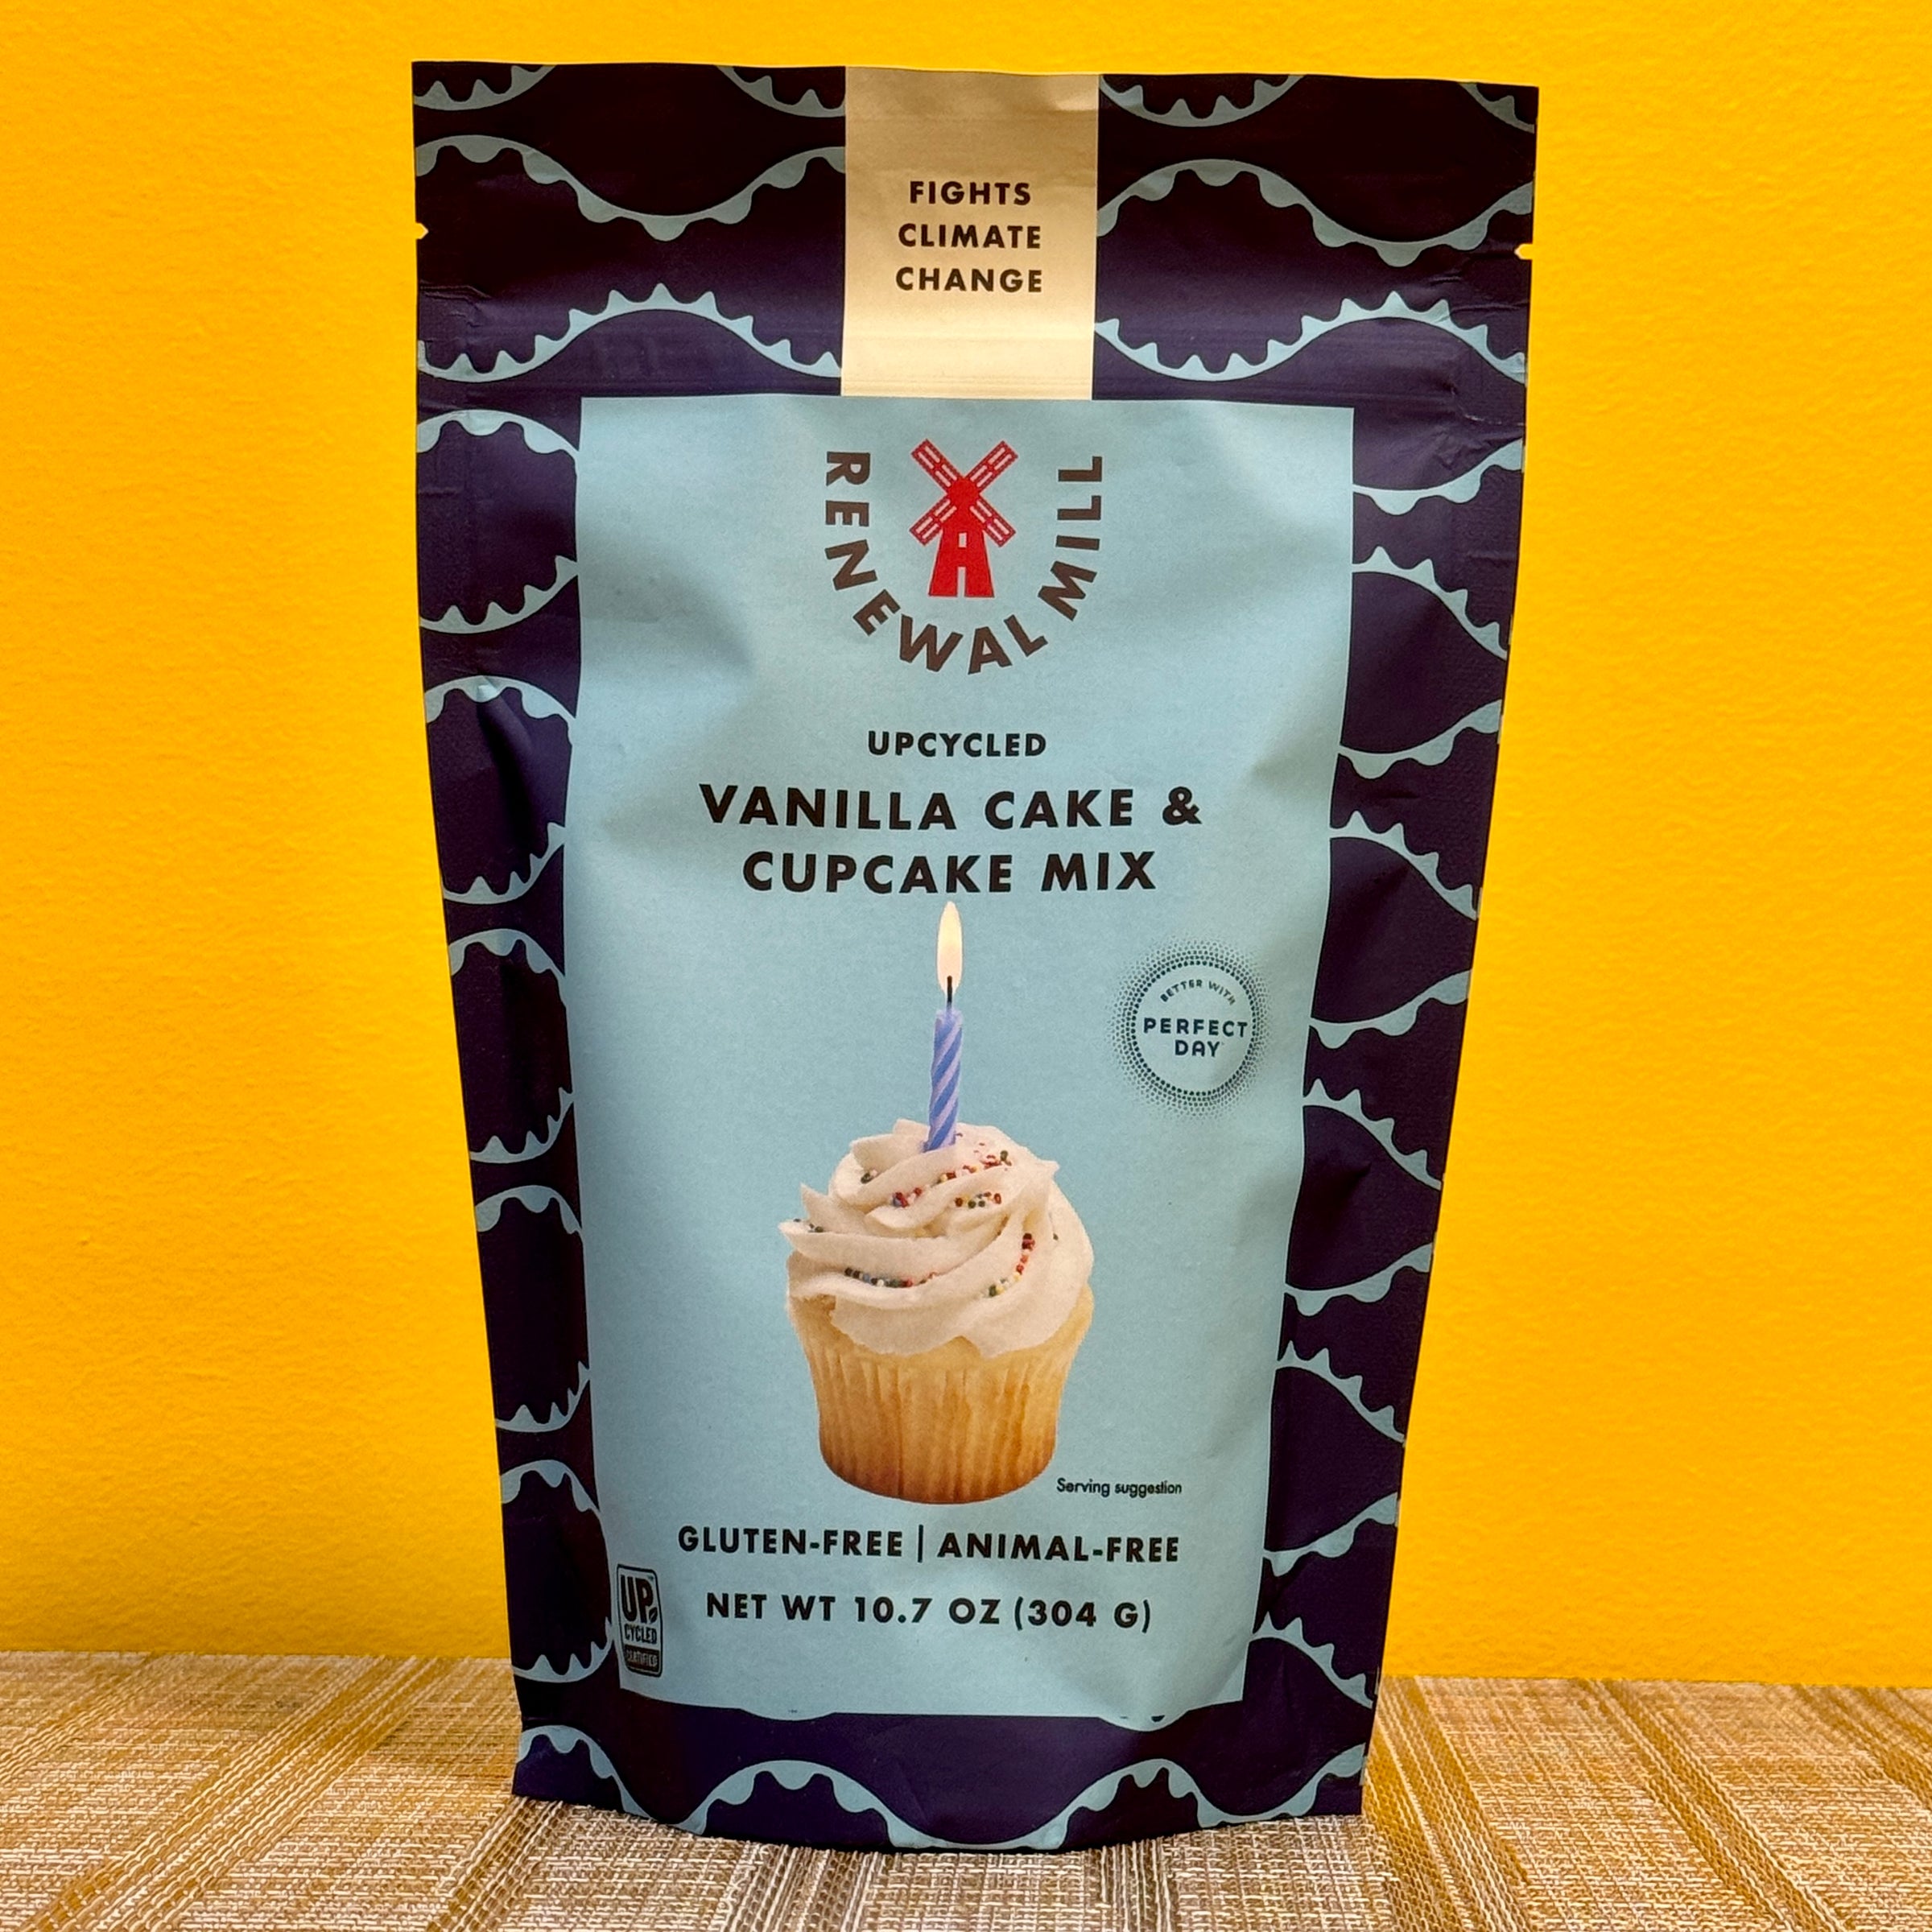 FIGHTS
CLIMATE
CHANGE
RENEWAL MILL
UPCYCLED
VANILLA CAKE &
CUPCAKE MIX
BETTER WITH
PERFECT
DAY
Serving suggestion
GLUTEN-FREE | ANIMAL-FREE
NET WT 10.7 OZ (304 G)
UP
CYCLED
CERTIFIED